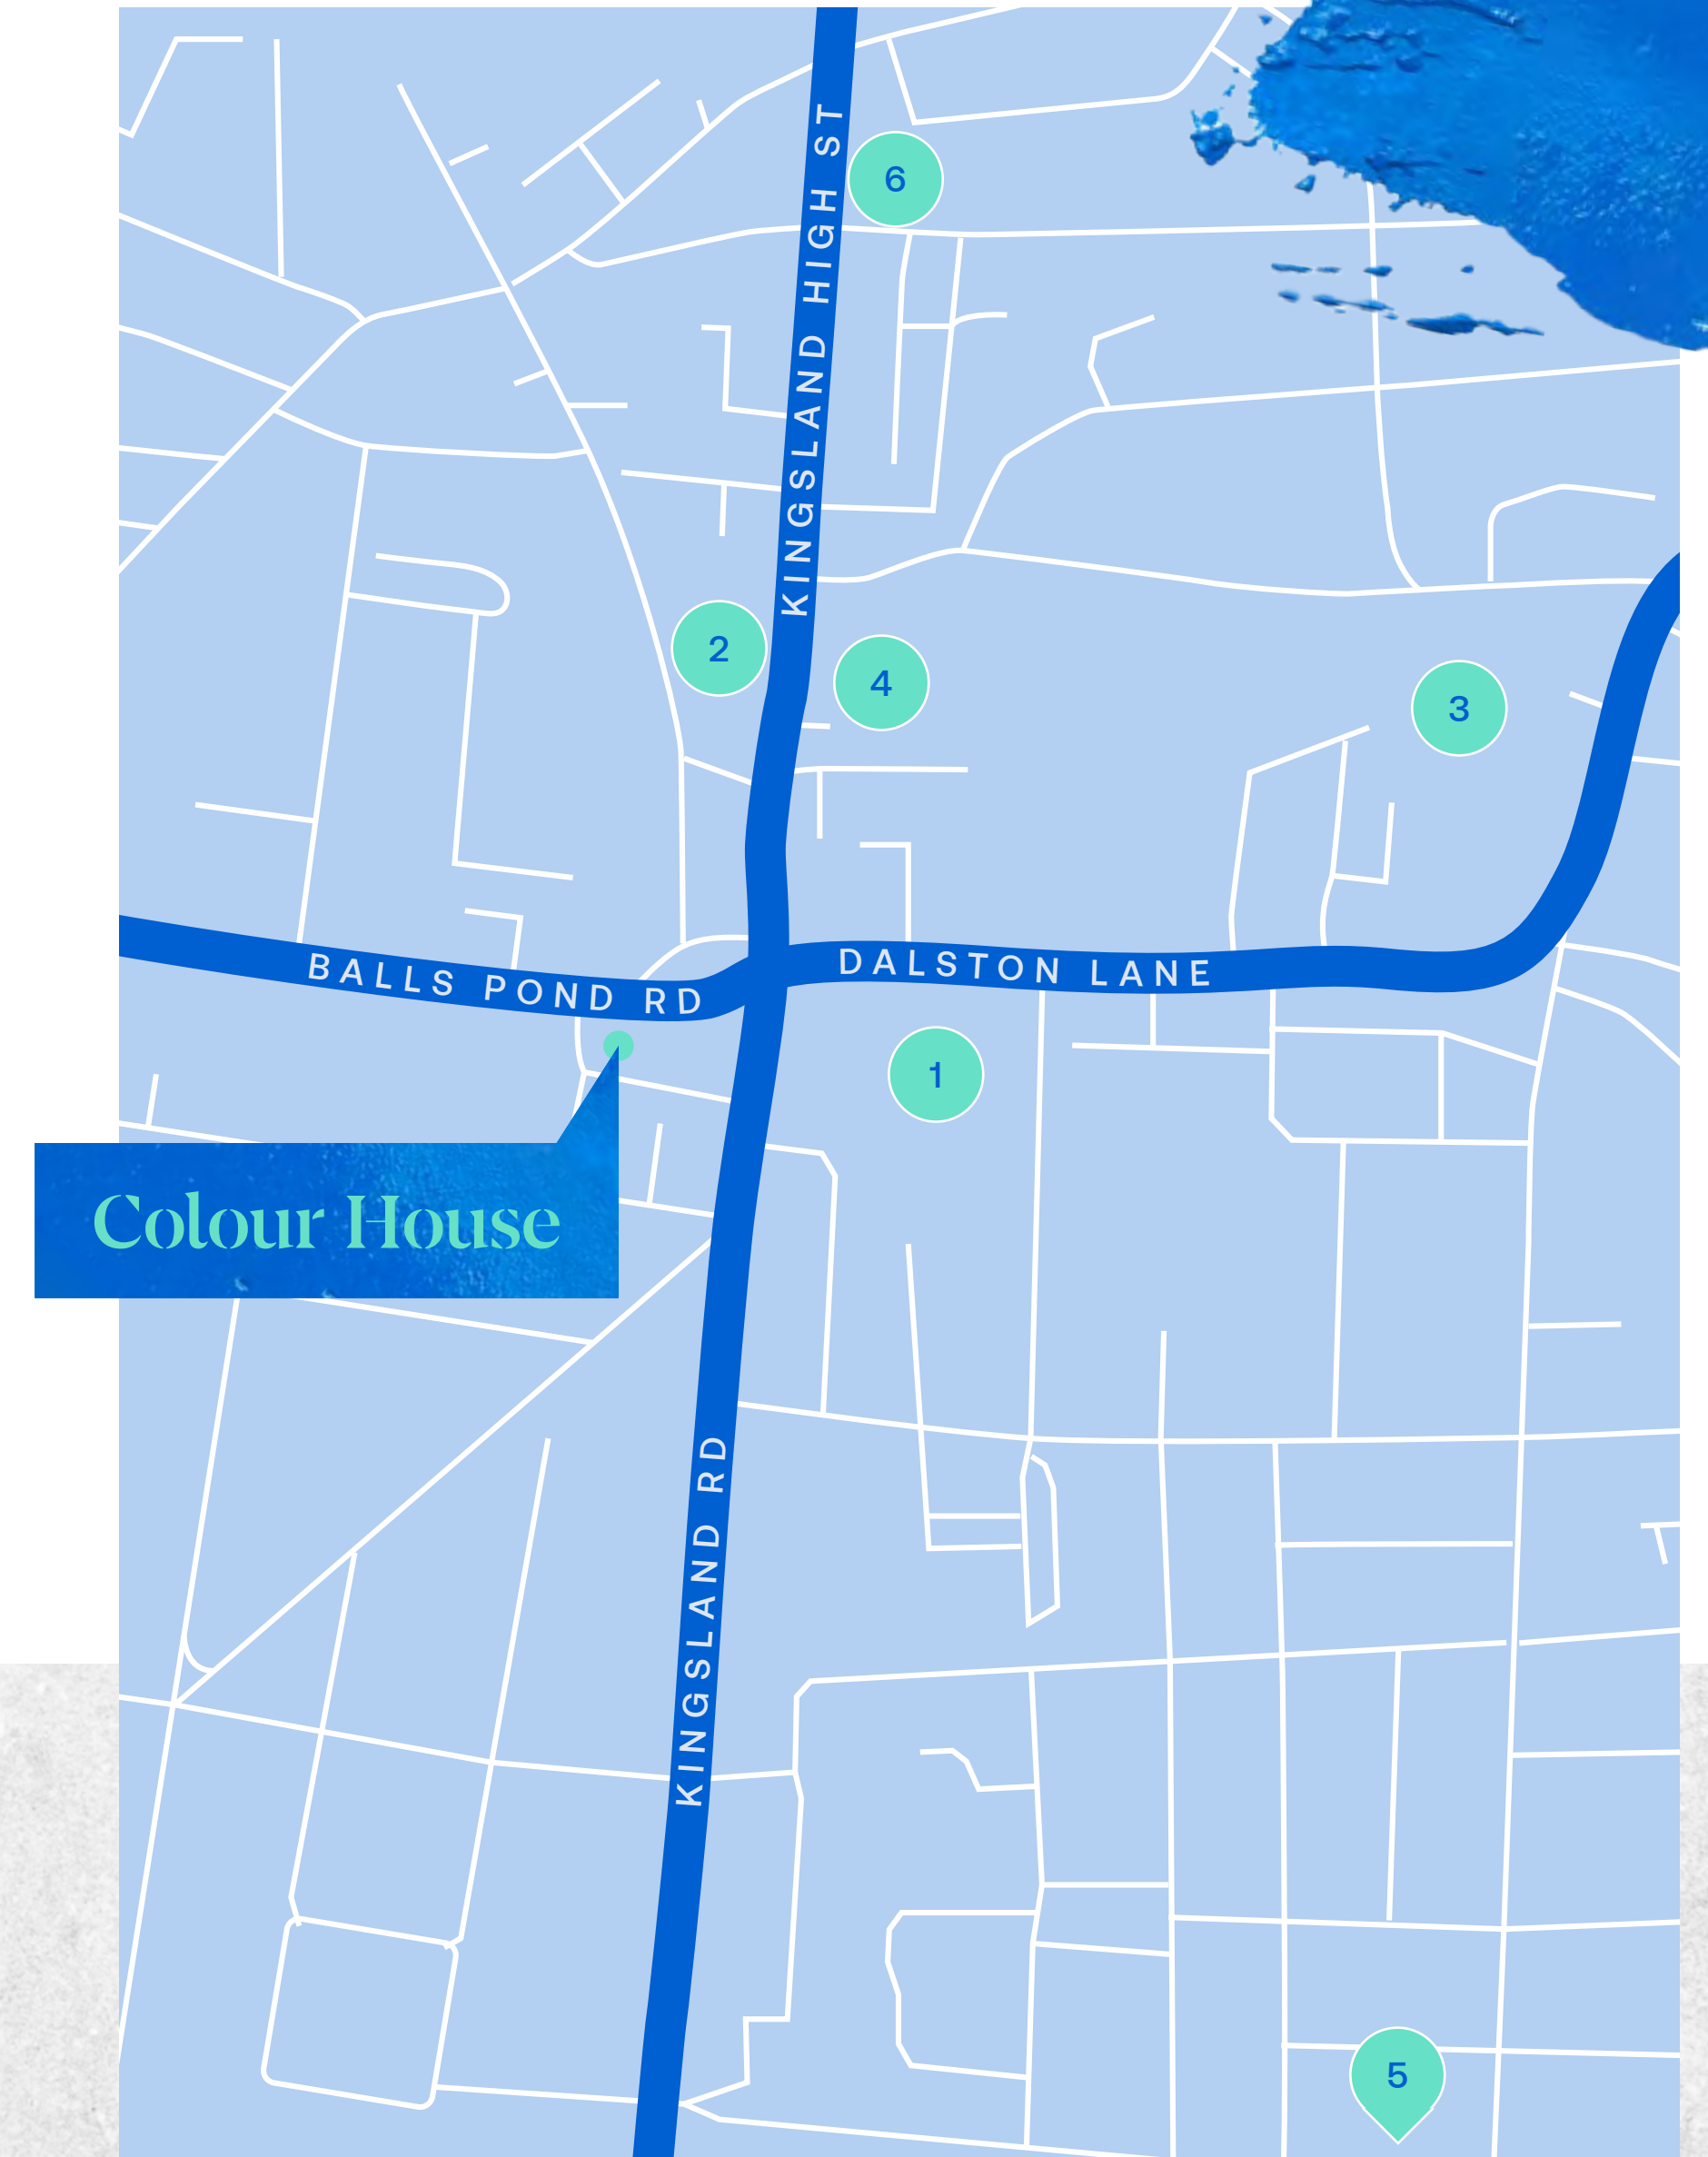 6
KINGSLAND HIGH ST
2
4
3
BALLS POND RD
DALSTON LANE
1
Colour House
KINGSLAND RD
5